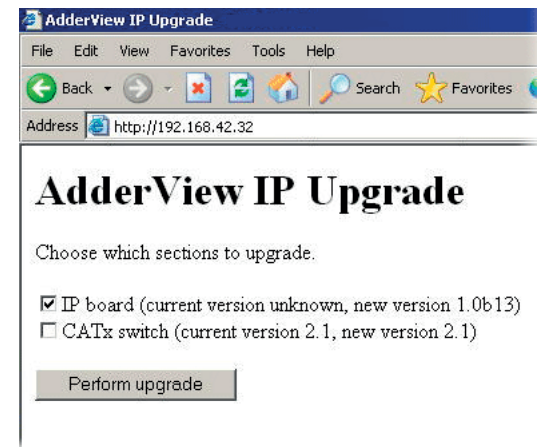 AdderView IP Upgrade
File Edit View Favorites Tools Help
Back Search Favorites
Address http://192.168.42.32
AdderView IP Upgrade
Choose which sections to upgrade.
IP board (current version unknown, new version 1.0b13)
CATx switch (current version 2.1, new version 2.1)
Perform upgrade